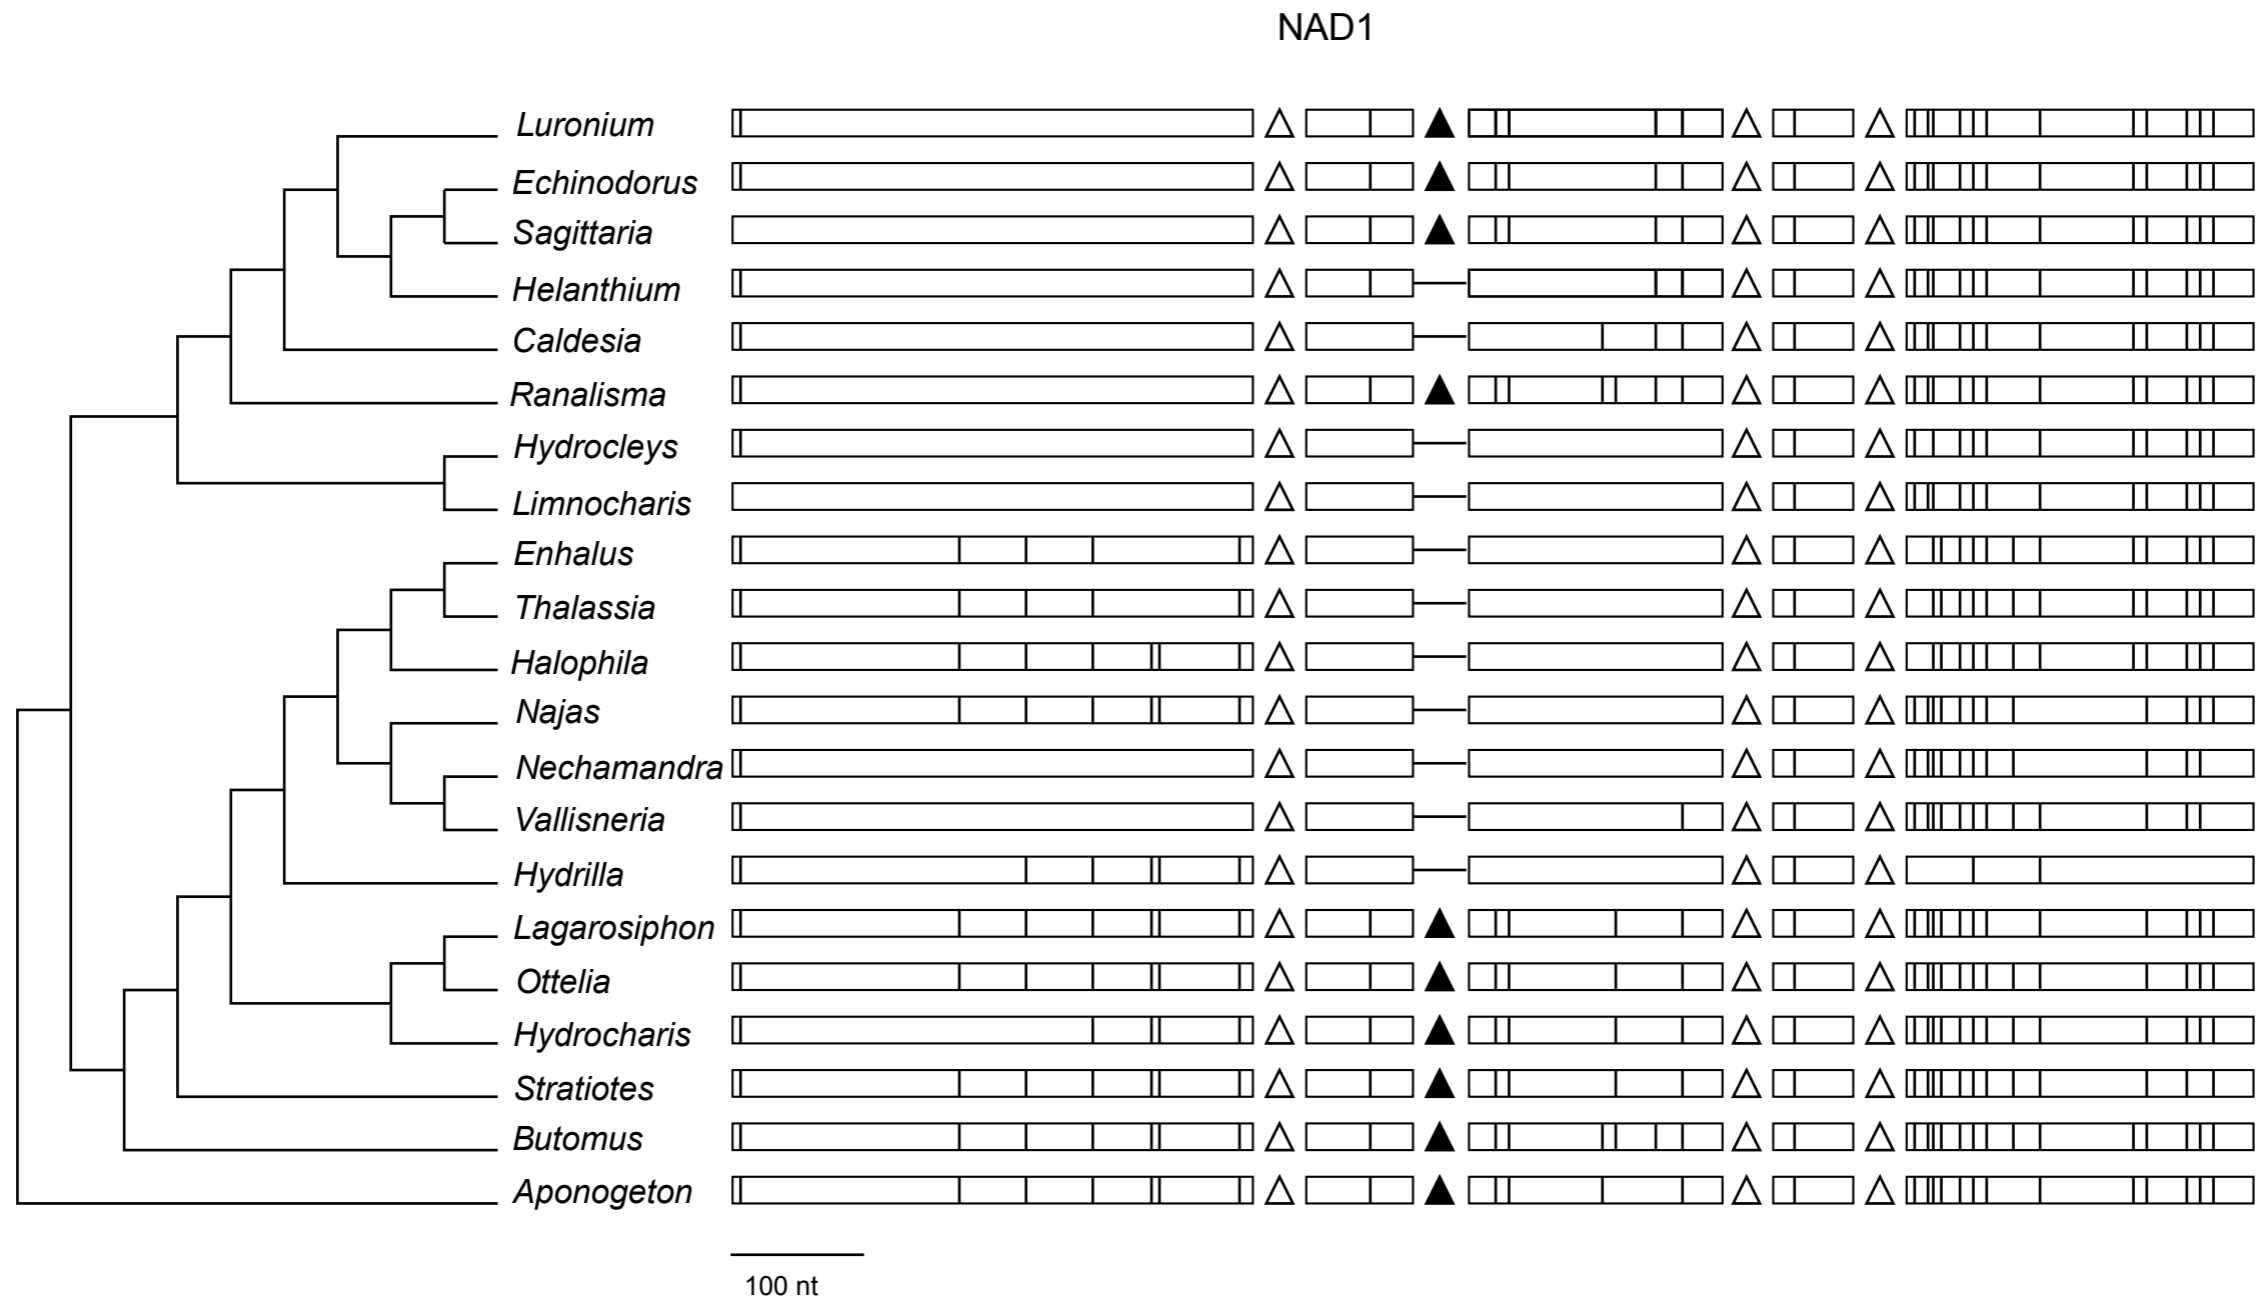 NAD1
Luronium
Echinodorus
Sagittaria
Helanthium
Caldesia
Ranalisma
Hydrocleys
Limnocharis
Enhalus
Thalassia
Halophila
Najas
Nechamandra
Vallisneria
Hydrilla
Lagarosiphon
Ottelia
Hydrocharis
Stratiotes
Butomus
Aponogeton
100 nt